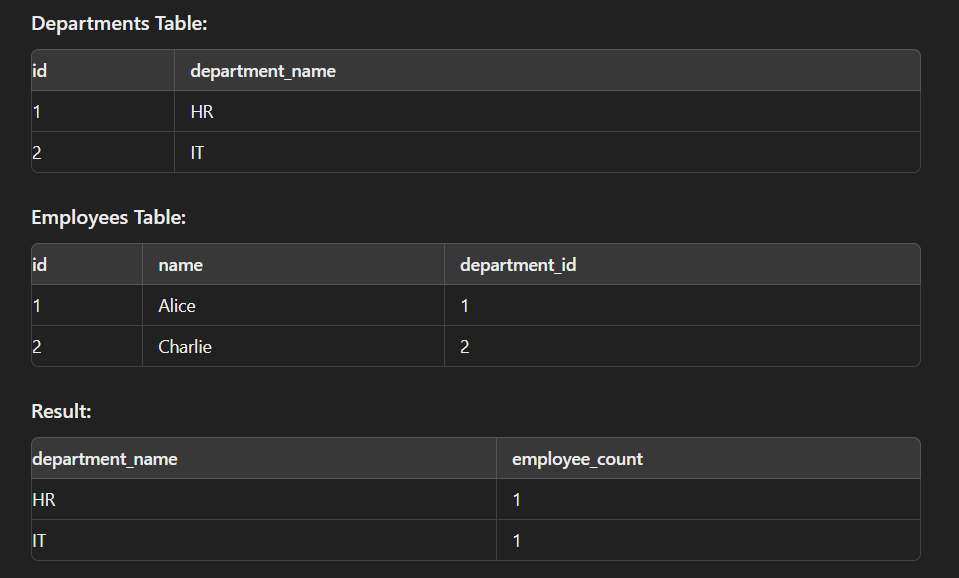 Departments Table:
id department_name
1 HR
2 IT
Employees Table:
id name department_id
1 Alice 1
2 Charlie 2
Result:
department_name employee_count
HR 1
IT 1